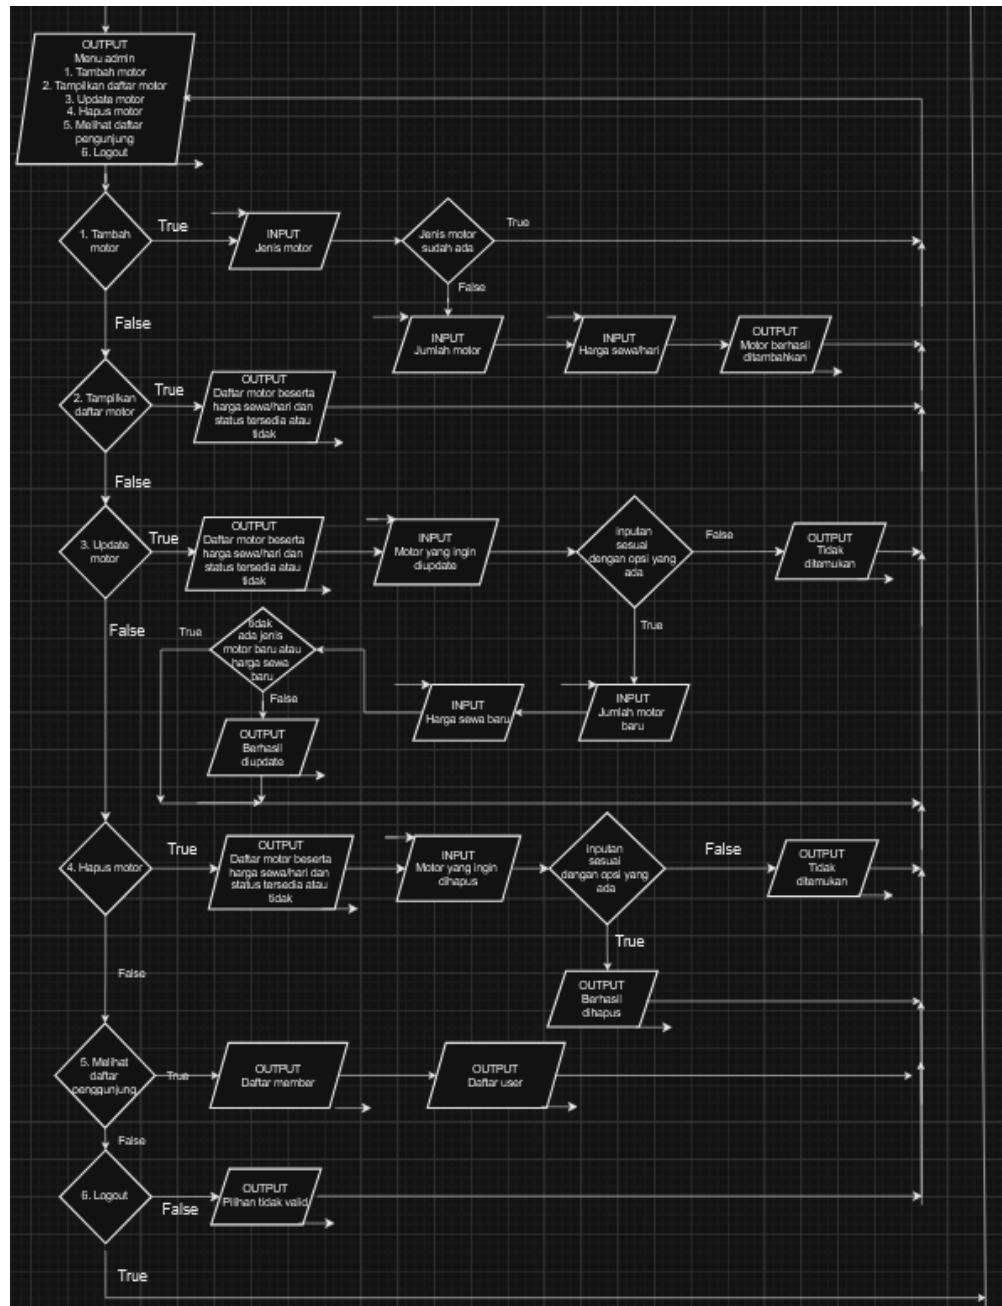 OUTPUT
Menu admin
1. Tambah motor
2. Tampilkan daftar motor
3. Update motor
4. Hapus motor
5. Melihat daftar
pengunjung
6. Logout
1. Tambah
motor
True
INPUT
Jenis motor
Jenis motor
sudah ada
True
False
False
INPUT
Jumlah motor
INPUT
Harga sewa/hari
OUTPUT
Motor berhasil
ditambahkan
2. Tampilkan
daftar motor
True
OUTPUT
Daftar motor beserta
harga sewa/hari dan
status tersedia atau
tidak
False
3. Update
motor
True
OUTPUT
Daftar motor beserta
harga sewa/hari dan
status tersedia atau
tidak
INPUT
Motor yang ingin
diupdate
inputan
sesuai
dengan opsi yang
ada
False
OUTPUT
Tidak
ditemukan
False
True
tidak
ada jenis
motor baru atau
harga sewa
baru
True
False
INPUT
Harga sewa baru
INPUT
Jumlah motor
baru
OUTPUT
Berhasil
diupdate
4. Hapus motor
True
OUTPUT
Daftar motor beserta
harga sewa/hari dan
status tersedia atau
tidak
INPUT
Motor yang ingin
dihapus
inputan
sesuai
dengan opsi yang
ada
False
OUTPUT
Tidak
ditemukan
True
False
OUTPUT
Berhasil
dihapus
5. Melihat
daftar
penggunjung
True
OUTPUT
Daftar member
OUTPUT
Daftar user
False
6. Logout
False
OUTPUT
Pilihan tidak valid
True